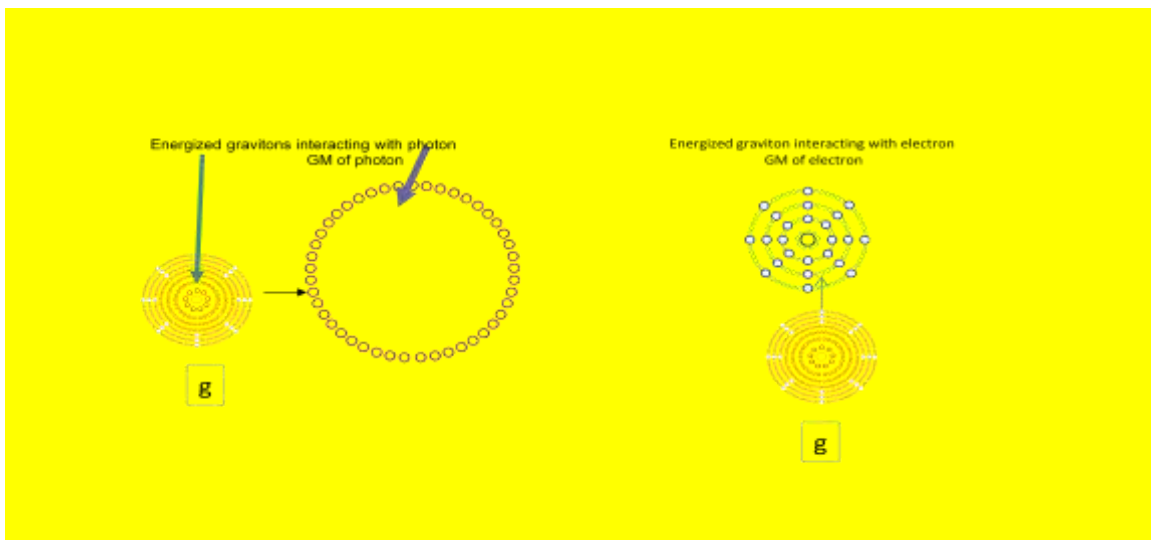 Energized gravitons interacting with photon
GM of photon
g
Energized graviton interacting with electron
GM of electron
g